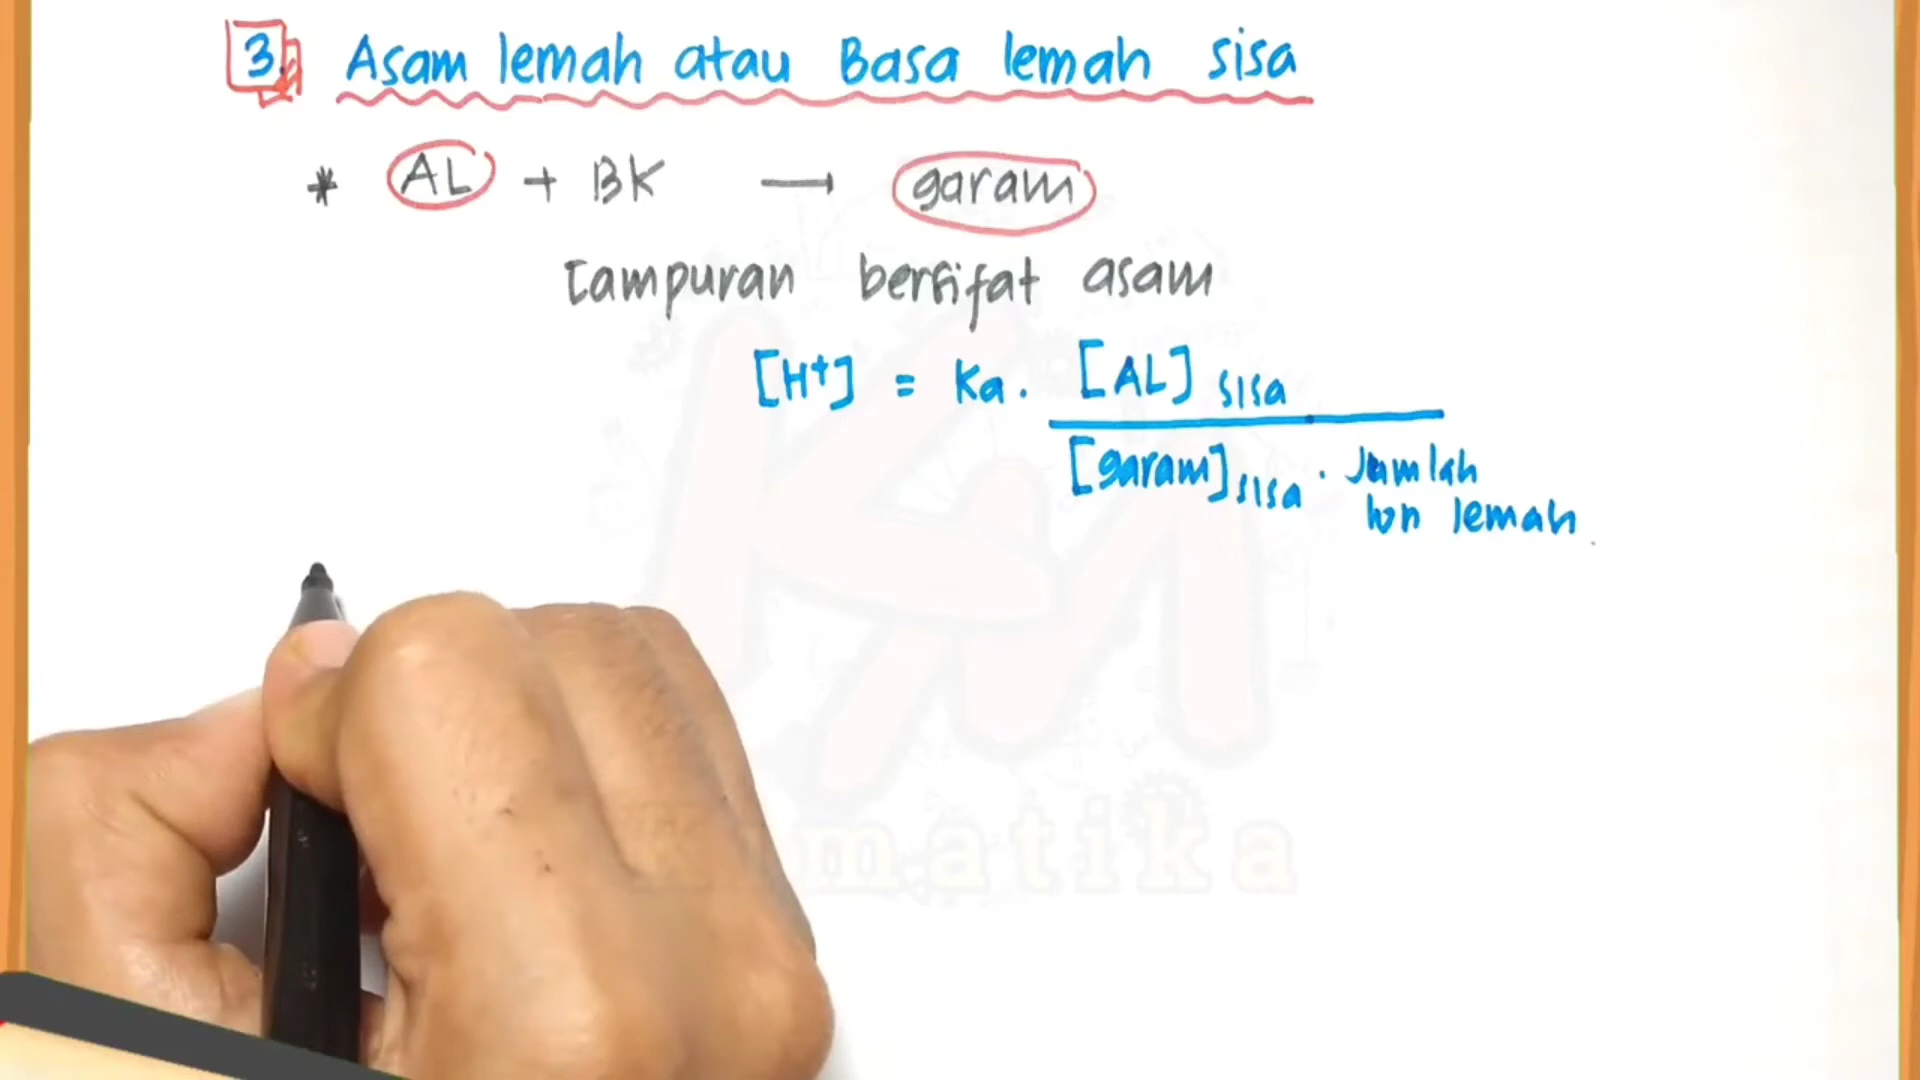 3. Asam lemah atau Basa lemah sisa
* AL + BK → garam
Campuran bersifat asam
[H+] = Ka . [AL] sisa
[garam] sisa . Jumlah
Ion lemah
kimatika